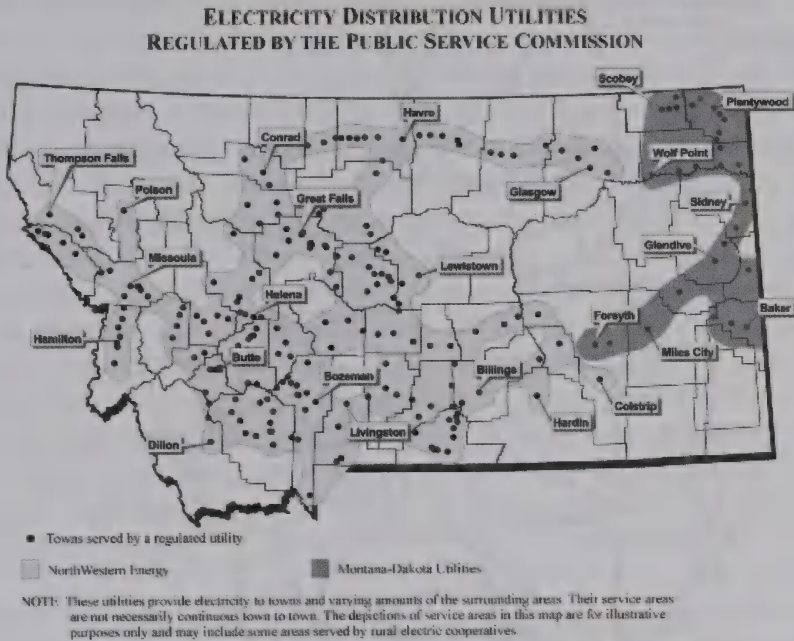 ELECTRICITY DISTRIBUTION UTILITIES
REGULATED BY THE PUBLIC SERVICE COMMISSION
Scobey
Plentywood
Havre
Conrad
Thompson Falls
Wolf Point
Polson
Glasgow
Great Falls
Sidney
Glendive
Missoula
Lewistown
Helena
Baker
Forsyth
Hamilton
Miles City
Butte
Billings
Bozeman
Colstrip
Hardin
Livingston
Dillon
Towns served by a regulated utility
NorthWestern Energy
Montana-Dakota Utilities
NOTE: These utilities provide electricity to towns and varying amounts of the surrounding areas. Their service areas
are not necessarily continuous town to town. The depictions of service areas in this map are for illustrative
purposes only and may include some areas served by rural electric cooperatives.